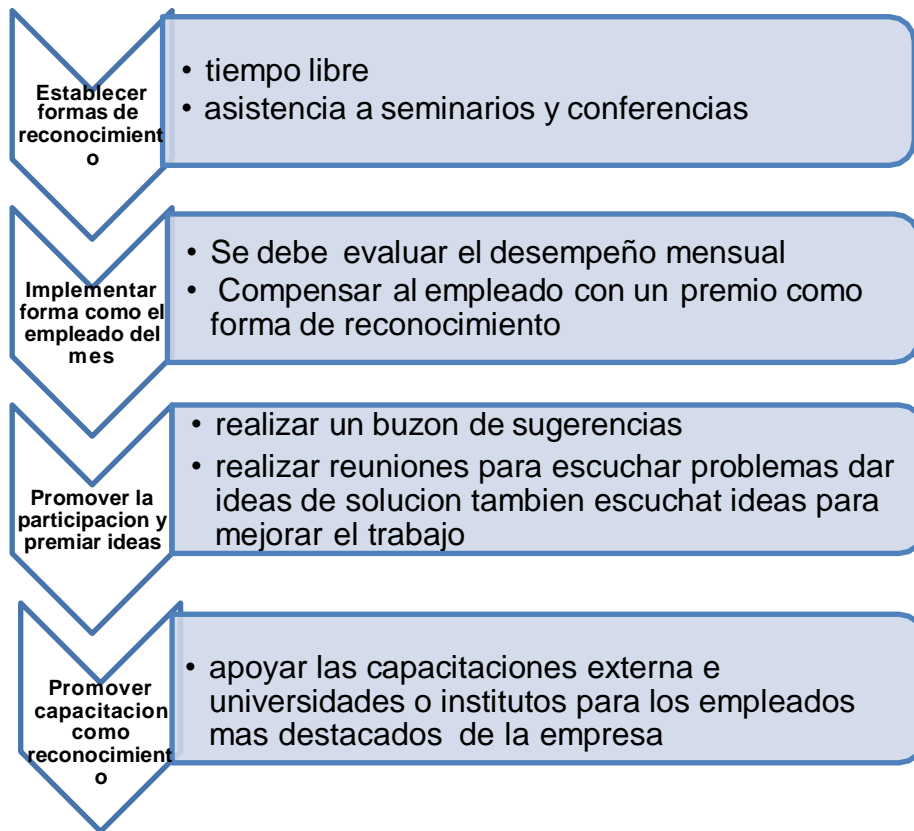 Establecer
formas de
reconocimient
o
• tiempo libre
• asistencia a seminarios y conferencias
Implementar
forma como el
empleado del
mes
• Se debe evaluar el desempeño mensual
• Compensar al empleado con un premio como
forma de reconocimiento
Promover la
participacion y
premiar ideas
• realizar un buzon de sugerencias
• realizar reuniones para escuchar problemas dar
ideas de solucion tambien escuchat ideas para
mejorar el trabajo
Promover
capacitacion
como
reconocimient
o
• apoyar las capacitaciones externa e
universidades o institutos para los empleados
mas destacados de la empresa